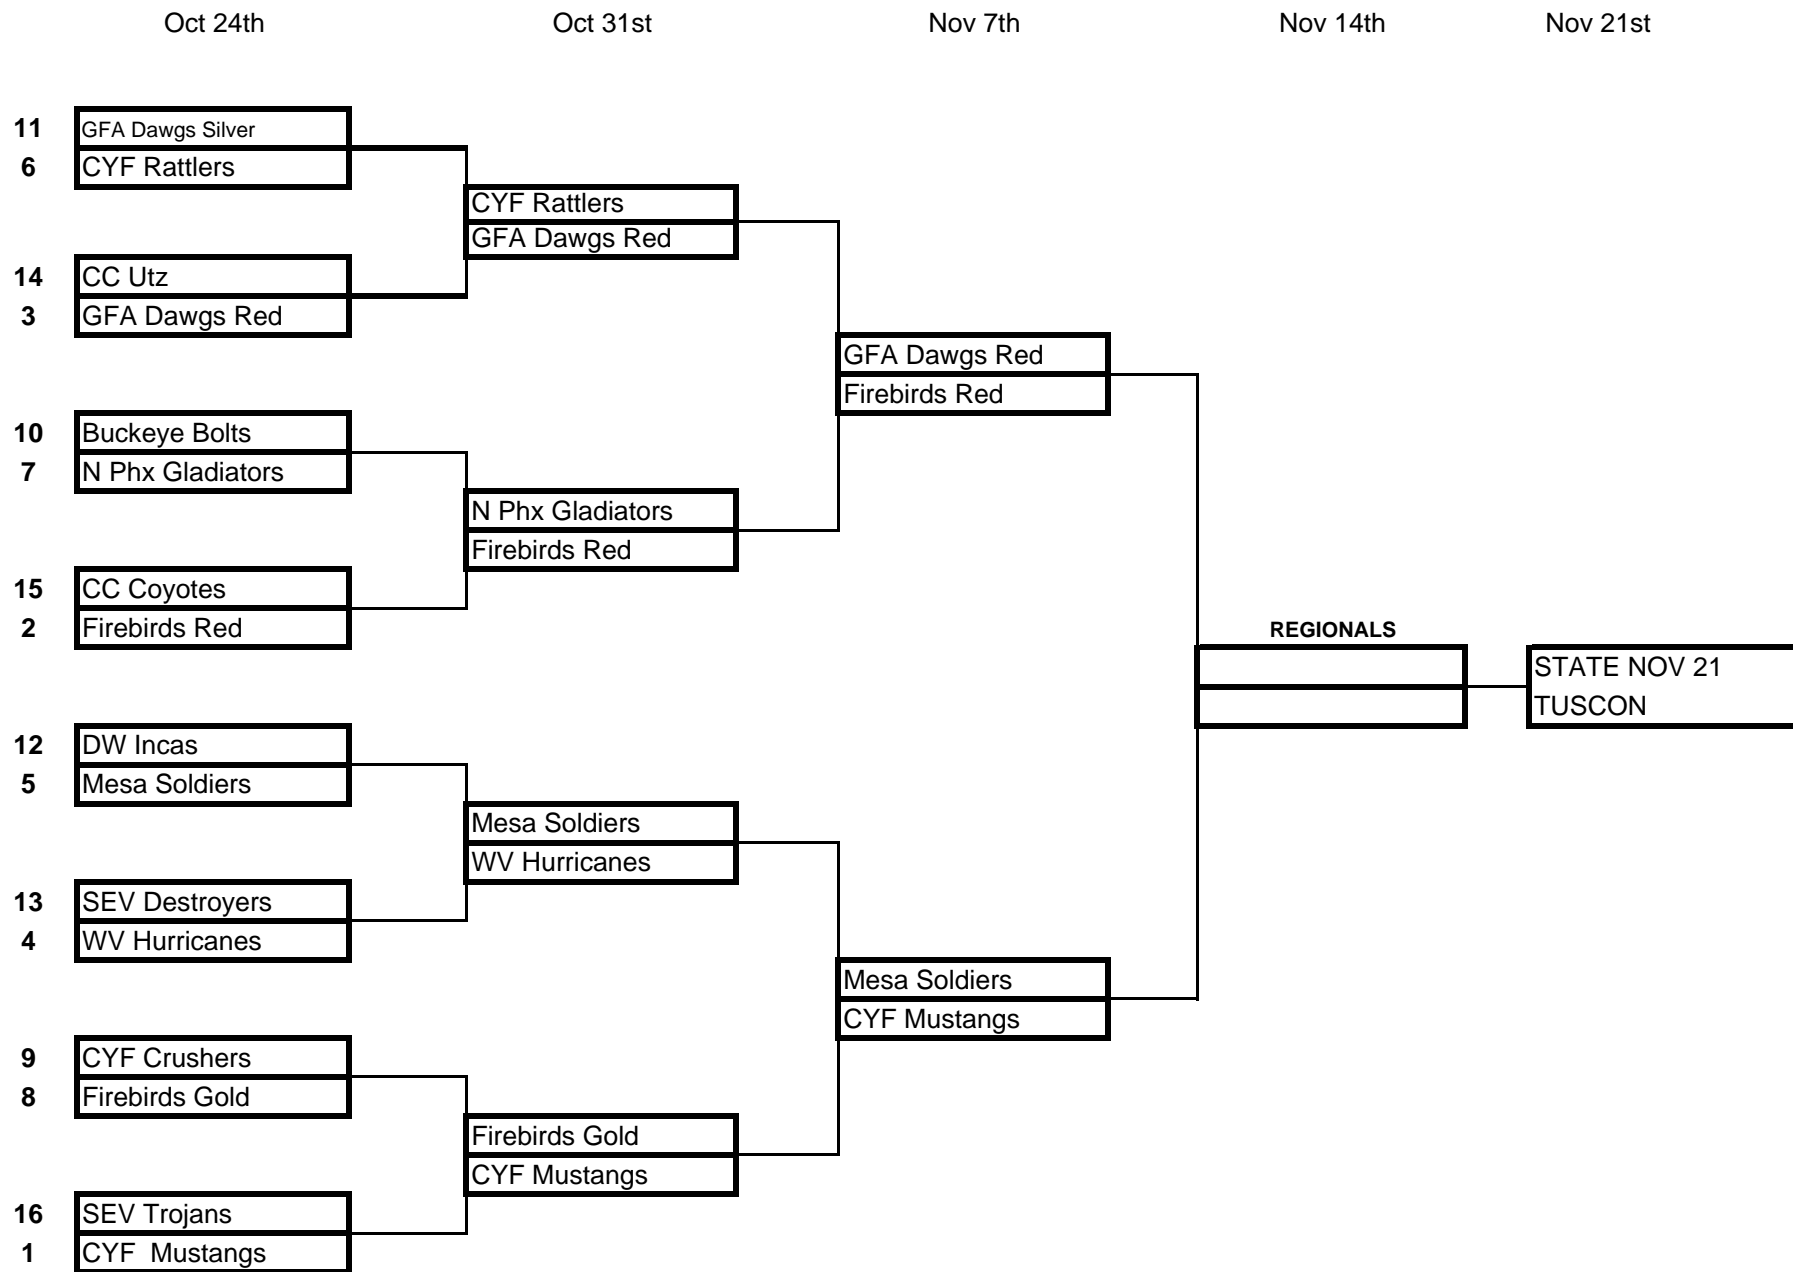 Oct 24th Oct 31st Nov 7th Nov 14th Nov 21st
11 GFA Dawgs Silver
6 CYF Rattlers
CYF Rattlers
GFA Dawgs Red
14 CC Utz
3 GFA Dawgs Red
GFA Dawgs Red
Firebirds Red
10 Buckeye Bolts
7 N Phx Gladiators
N Phx Gladiators
Firebirds Red
15 CC Coyotes
2 Firebirds Red
REGIONALS
STATE NOV 21
TUSCON
12 DW Incas
5 Mesa Soldiers
Mesa Soldiers
WV Hurricanes
13 SEV Destroyers
4 WV Hurricanes
Mesa Soldiers
CYF Mustangs
9 CYF Crushers
8 Firebirds Gold
Firebirds Gold
CYF Mustangs
16 SEV Trojans
1 CYF  Mustangs